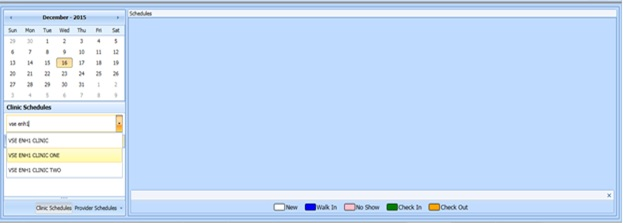 December - 2015
Sun Mon Tue Wed Thu Fri Sat
29 30 1 2 3 4 5
6 7 8 9 10 11 12
13 14 15 16 17 18 19
20 21 22 23 24 25 26
27 28 29 30 31 1 2
3 4 5 6 7 8 9
Clinic Schedules
vse enh1
VSE ENH1 CLINIC
VSE ENH1 CLINIC ONE
VSE ENH1 CLINIC TWO
Clinic Schedules Provider Schedules
Schedules
New Walk In No Show Check In Check Out